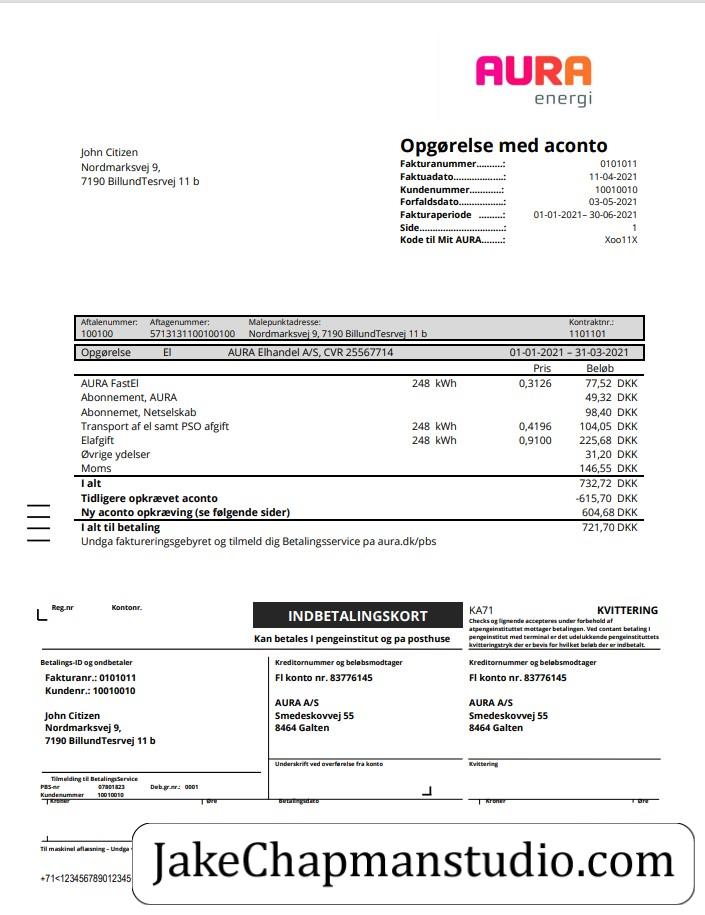 AURA
energi
John Citizen
Nordmarksvej 9,
7190 BillundTesrvej 11 b
Opgørelse med aconto
Fakturanummer..........: 0101011
Faktuadato...................: 11-04-2021
Kundenummer............: 10010010
Forfaldsdato.................: 03-05-2021
Fakturaperiode .........: 01-01-2021– 30-06-2021
Side................................: 1
Kode til Mit AURA.......: Xoo11X
Aftalenummer: Aftagenummer: Malepunktadresse: Kontraktnr.:
100100 5713131100100100 Nordmarksvej 9, 7190 BillundTesrvej 11 b 1101101
Opgørelse El AURA Elhandel A/S, CVR 25567714 01-01-2021 – 31-03-2021
Pris Beløb
AURA FastEl 248 kWh 0,3126 77,52 DKK
Abonnement, AURA 49,32 DKK
Abonnemet, Netselskab 98,40 DKK
Transport af el samt PSO afgift 248 kWh 0,4196 104,05 DKK
Elafgift 248 kWh 0,9100 225,68 DKK
Øvrige ydelser 31,20 DKK
Moms 146,55 DKK
I alt 732,72 DKK
Tidligere opkrævet aconto -615,70 DKK
Ny aconto opkræving (se følgende sider) 604,68 DKK
I alt til betaling 721,70 DKK
Undga faktureringsgebyret og tilmeld dig Betalingsservice pa aura.dk/pbs
Reg.nr Kontonr.
INDBETALINGSKORT
Kan betales I pengeinstitut og pa posthuse
KA71 KVITTERING
Checks og lignende accepteres under forbehold af
atpengeinstituttet mottager betalingen. Ved contant betaling I
pengeinstitut med terminal er det udelukkende pengeinstituttets
kvitteringstryk der er bevis for hvilket beløb der er indbetalt.
Betalings-ID og ondbetaler
Fakturanr.: 0101011
Kundenr.: 10010010
John Citizen
Nordmarksvej 9,
7190 BillundTesrvej 11 b
Kreditornummer og beløbsmodtager
Fl konto nr. 83776145
AURA A/S
Smedeskovvej 55
8464 Galten
Kreditornummer og beløbsmodtager
Fl konto nr. 83776145
AURA A/S
Smedeskovvej 55
8464 Galten
Underskrift ved overførelse fra konto
Kvittering
Tilmelding til BetalingsService
PBS-nr 07801823 Deb.gr.nr.: 0001
Kundenummer 10010010
Kroner Øre Betalingsdato Kroner Øre
Til maskinel aflæsning – Undga
+71<123456789012345
JakeChapmanstudio.com